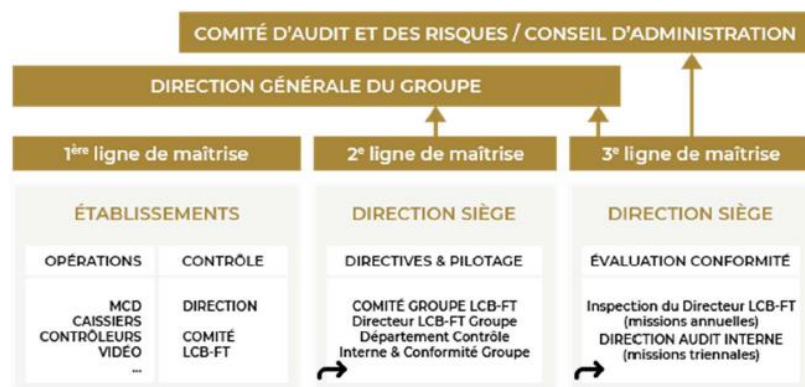 COMITÉ D'AUDIT ET DES RISQUES / CONSEIL D'ADMINISTRATION
DIRECTION GÉNÉRALE DU GROUPE
1ère ligne de maîtrise
ÉTABLISSEMENTS
OPÉRATIONS
MCD
CAISSIERS
CONTRÔLEURS
VIDÉO
...
CONTRÔLE
DIRECTION
COMITÉ
LCB-FT
2e ligne de maîtrise
DIRECTION SIÈGE
DIRECTIVES & PILOTAGE
COMITÉ GROUPE LCB-FT
Directeur LCB-FT Groupe
Département Contrôle
Interne & Conformité Groupe
3e ligne de maîtrise
DIRECTION SIÈGE
ÉVALUATION CONFORMITÉ
Inspection du Directeur LCB-FT
(missions annuelles)
DIRECTION AUDIT INTERNE
(missions triennales)